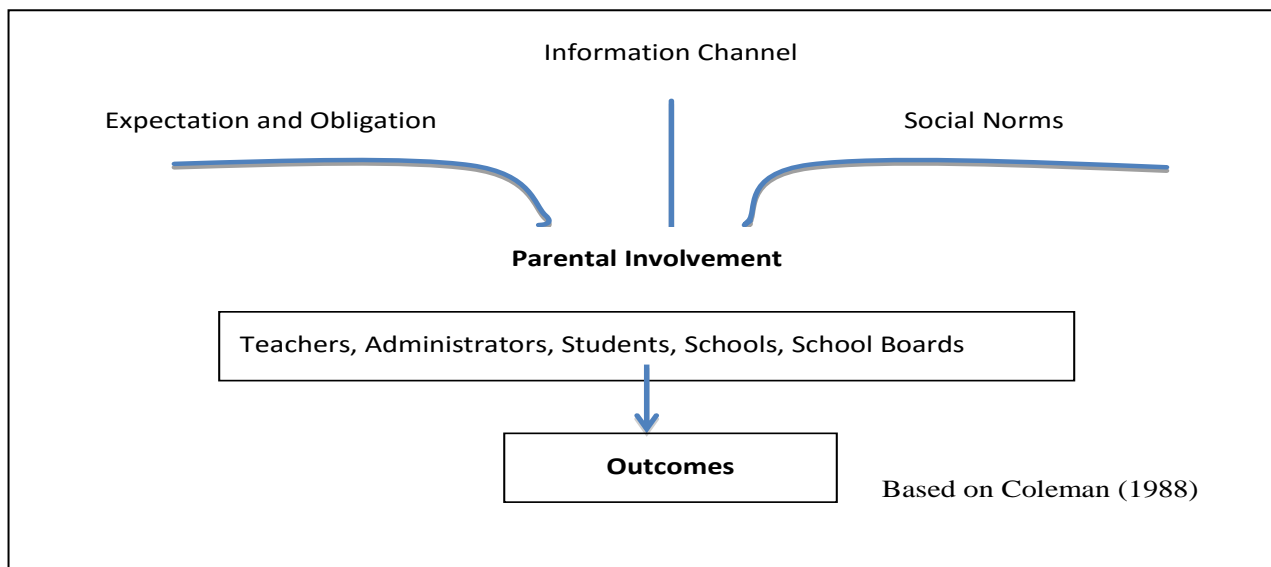 Information Channel
Expectation and Obligation
Social Norms
Parental Involvement
Teachers, Administrators, Students, Schools, School Boards
Outcomes
Based on Coleman (1988)